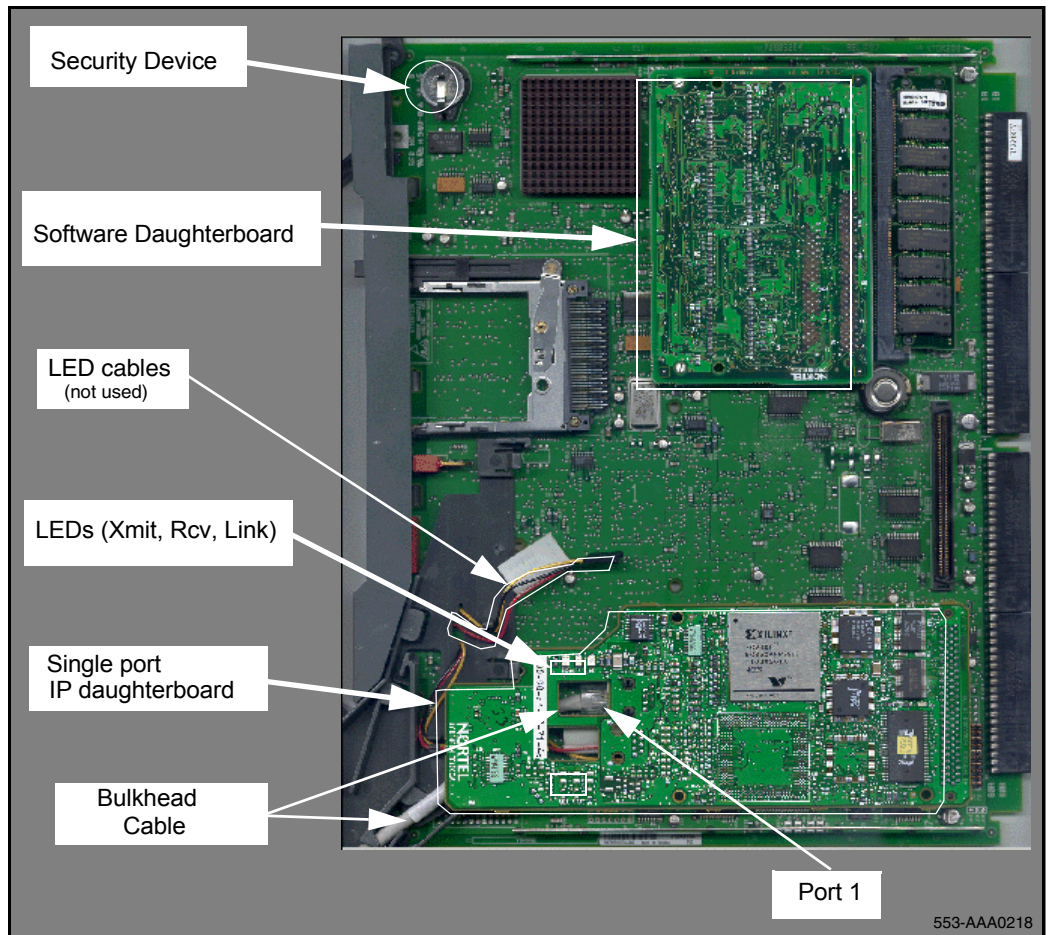 Security Device
Software Daughterboard
LED cables
(not used)
LEDs (Xmit, Rcv, Link)
XILINX
Single port
IP daughterboard
NORTEL
NORTEL
Bulkhead
Cable
Port 1
553-AAA0218